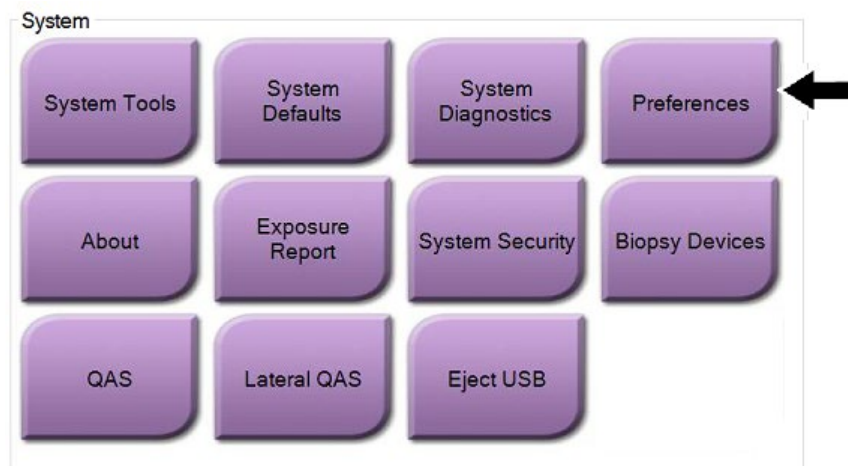 System
System Tools
System
Defaults
System
Diagnostics
Preferences
About
Exposure
Report
System Security
Biopsy Devices
QAS
Lateral QAS
Eject USB